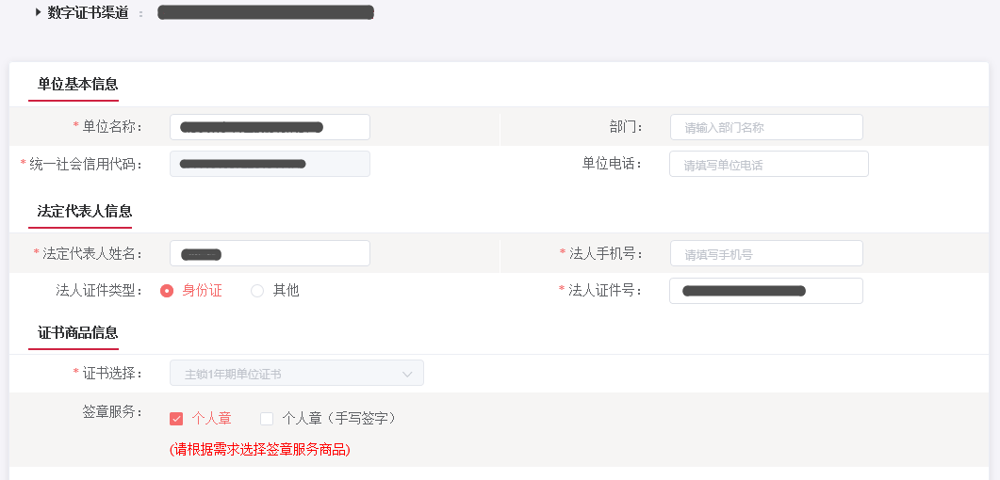 数字证书渠道 :
单位基本信息
* 单位名称: 部门: 请输入部门名称
* 统一社会信用代码: 单位电话: 请填写单位电话
法定代表人信息
* 法定代表人姓名: * 法人手机号: 请填写手机号
法人证件类型: 身份证 其他 * 法人证件号:
证书商品信息
* 证书选择: 主锁1年期单位证书
签章服务: 个人章 个人章（手写签字）
(请根据需求选择签章服务商品)